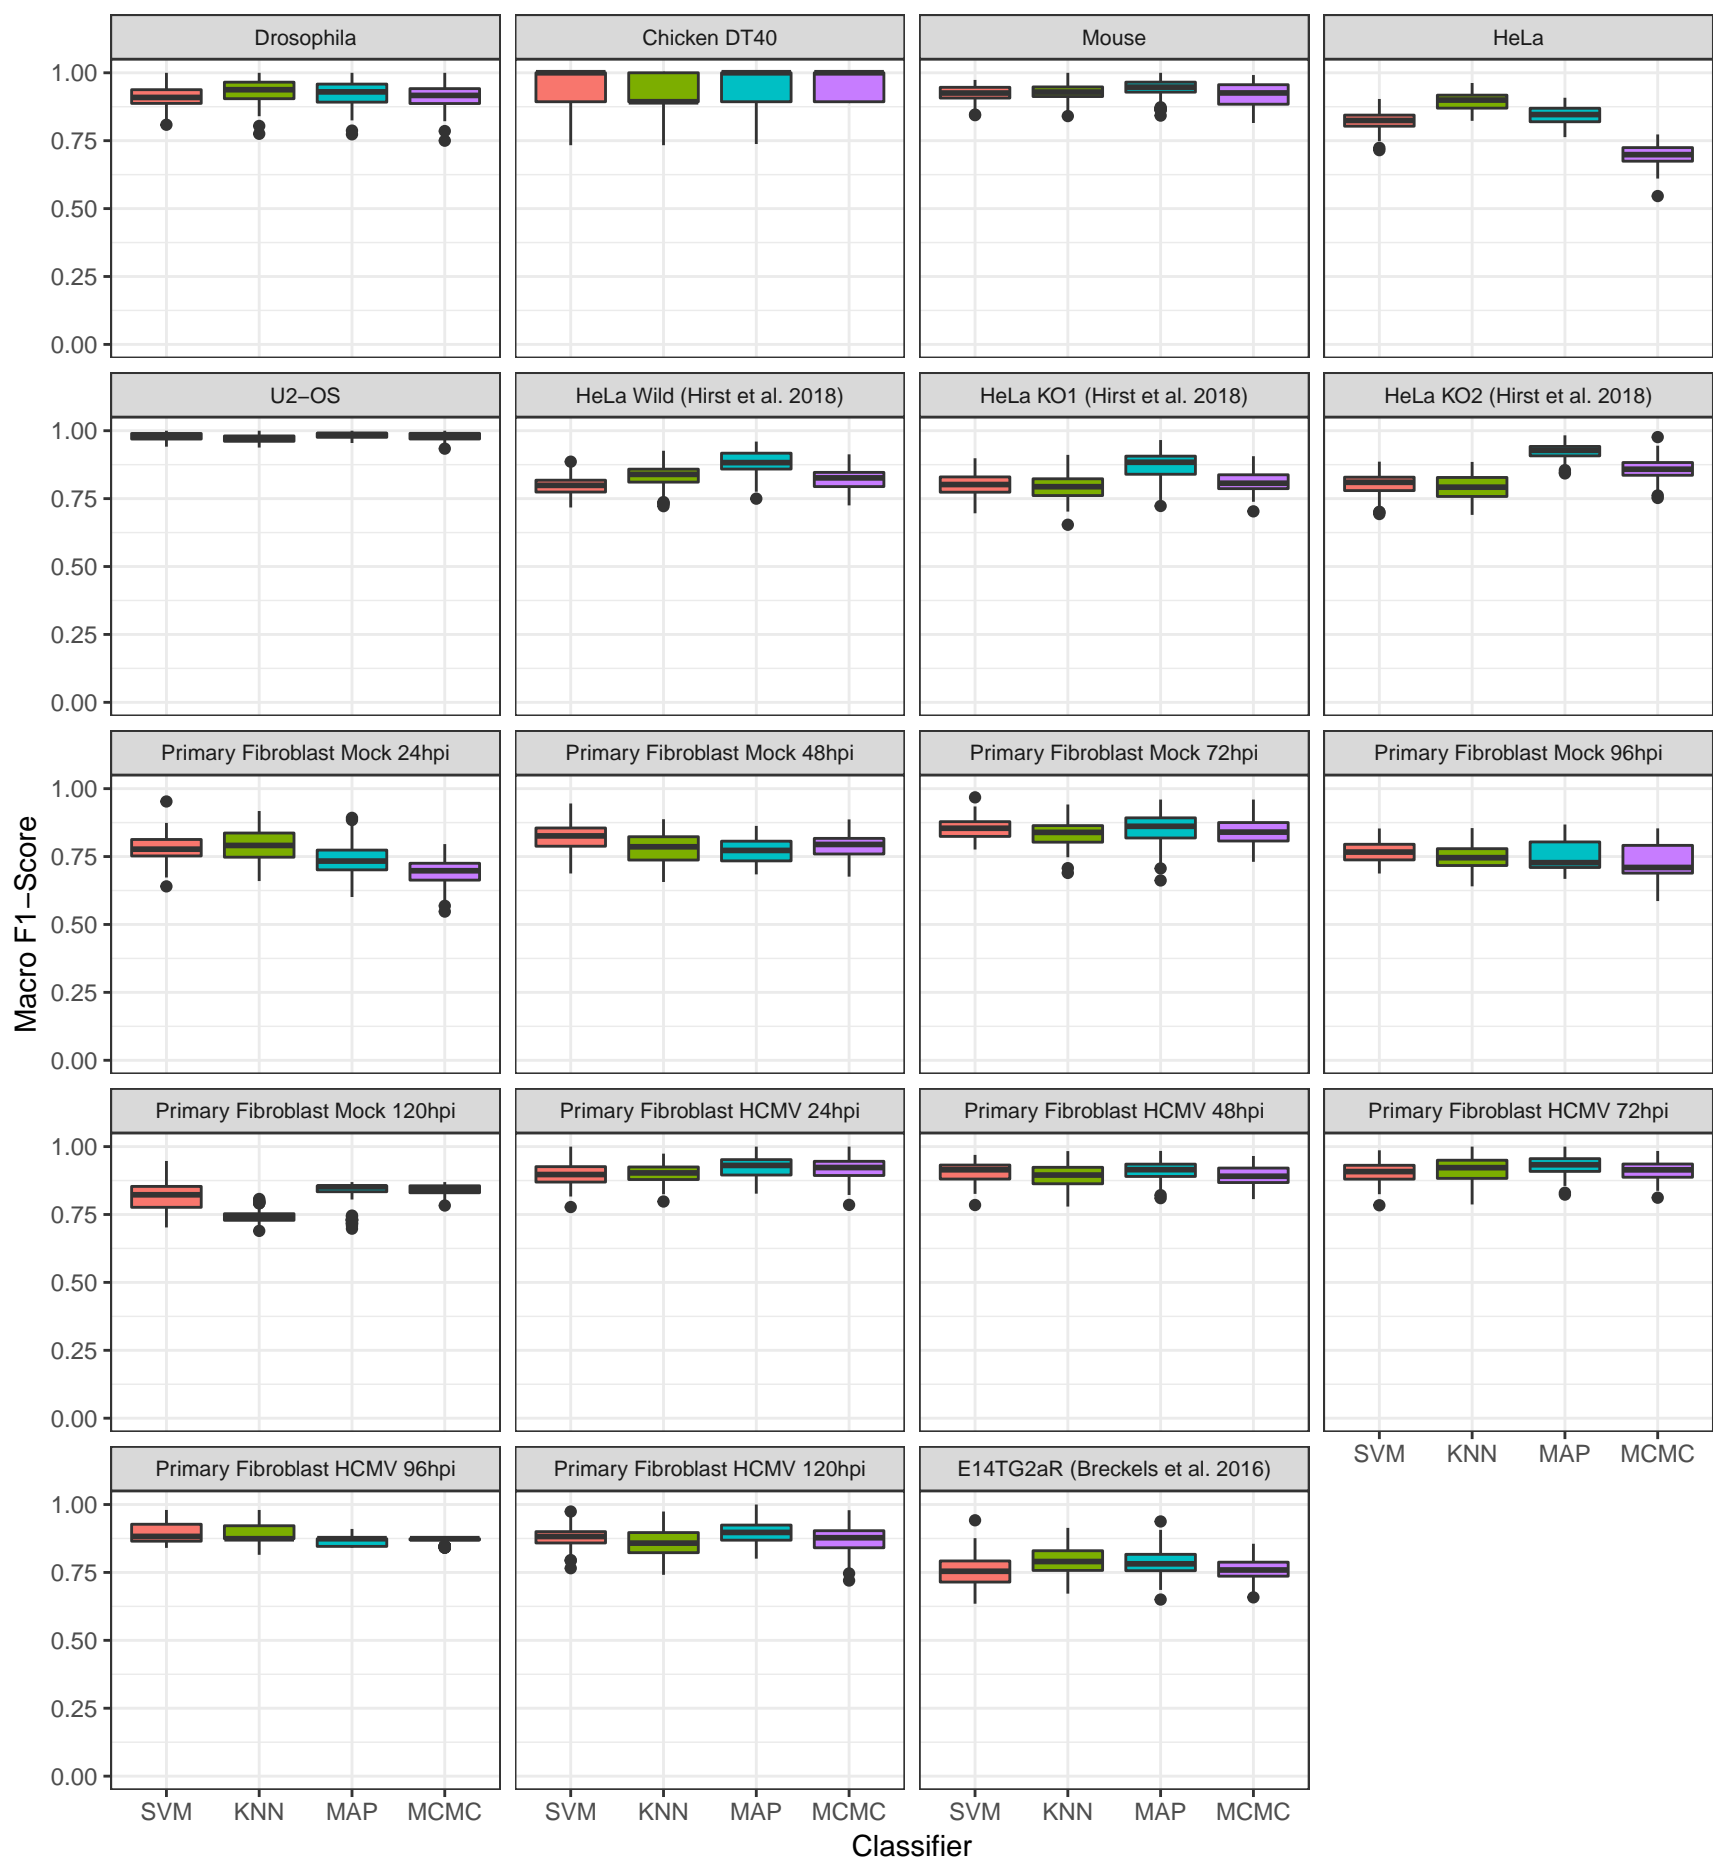 Drosophila
Chicken DT40
Mouse
HeLa
1.00
0.75
0.50
0.25
0.00
U2−OS
HeLa Wild (Hirst et al. 2018)
HeLa KO1 (Hirst et al. 2018)
HeLa KO2 (Hirst et al. 2018)
1.00
0.75
0.50
0.25
0.00
Primary Fibroblast Mock 24hpi
Primary Fibroblast Mock 48hpi
Primary Fibroblast Mock 72hpi
Primary Fibroblast Mock 96hpi
1.00
0.75
0.50
0.25
0.00
Macro F1−Score
Primary Fibroblast Mock 120hpi
Primary Fibroblast HCMV 24hpi
Primary Fibroblast HCMV 48hpi
Primary Fibroblast HCMV 72hpi
1.00
0.75
0.50
0.25
0.00
SVM KNN MAP MCMC
Primary Fibroblast HCMV 96hpi
Primary Fibroblast HCMV 120hpi
E14TG2aR (Breckels et al. 2016)
1.00
0.75
0.50
0.25
0.00
SVM KNN MAP MCMC
SVM KNN MAP MCMC
SVM KNN MAP MCMC
Classifier